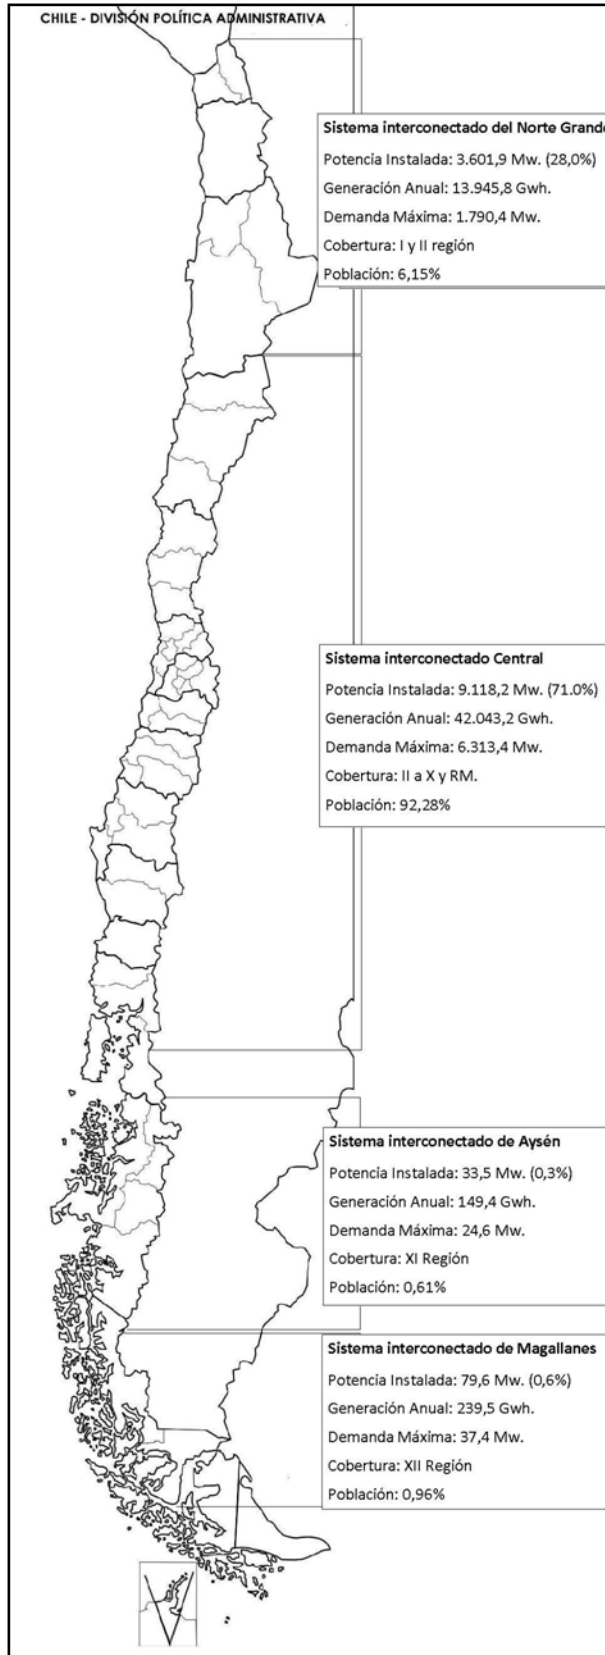 CHILE - DIVISIÓN POLÍTICA ADMINISTRATIVA
Sistema interconectado del Norte Grande
Potencia Instalada: 3.601,9 Mw. (28,0%)
Generación Anual: 13.945,8 Gwh.
Demanda Máxima: 1.790,4 Mw.
Cobertura: I y II región
Población: 6,15%
Sistema interconectado Central
Potencia Instalada: 9.118,2 Mw. (71.0%)
Generación Anual: 42.043,2 Gwh.
Demanda Máxima: 6.313,4 Mw.
Cobertura: II a X y RM.
Población: 92,28%
Sistema interconectado de Aysén
Potencia Instalada: 33,5 Mw. (0,3%)
Generación Anual: 149,4 Gwh.
Demanda Máxima: 24,6 Mw.
Cobertura: XI Región
Población: 0,61%
Sistema interconectado de Magallanes
Potencia Instalada: 79,6 Mw. (0,6%)
Generación Anual: 239,5 Gwh.
Demanda Máxima: 37,4 Mw.
Cobertura: XII Región
Población: 0,96%